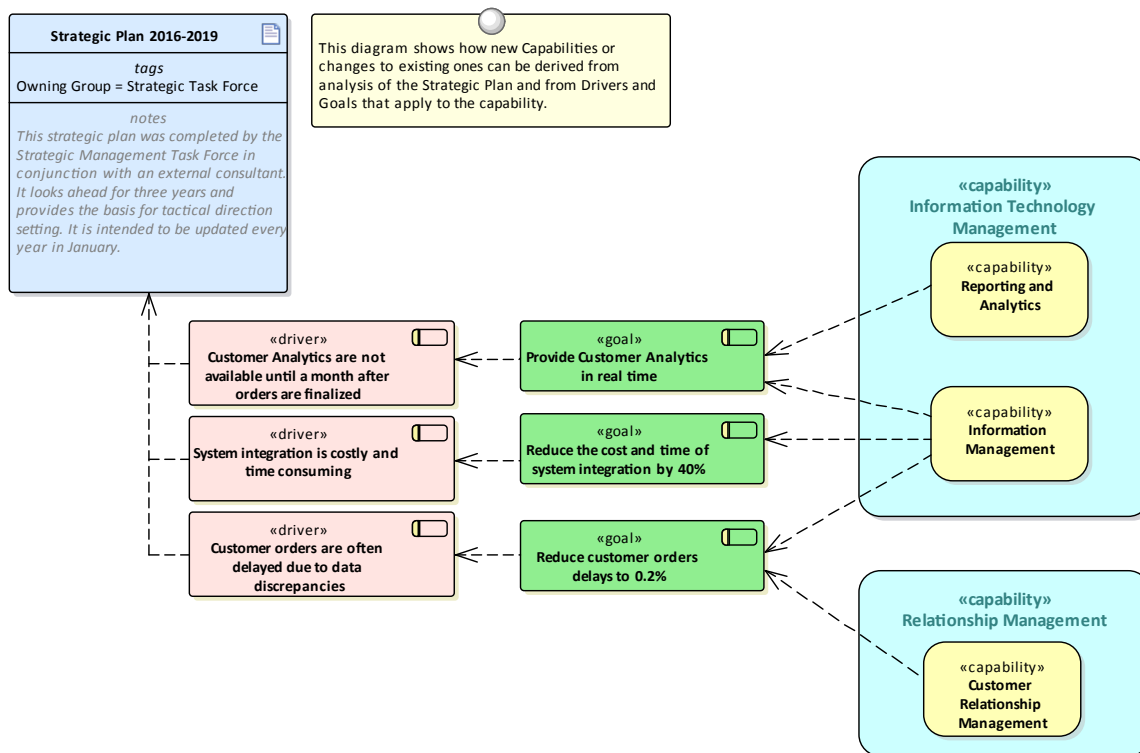 Strategic Plan 2016-2019
tags
Owning Group = Strategic Task Force
notes
This strategic plan was completed by the
Strategic Management Task Force in
conjunction with an external consultant.
It looks ahead for three years and
provides the basis for tactical direction
setting. It is intended to be updated every
year in January.
This diagram shows how new Capabilities or
changes to existing ones can be derived from
analysis of the Strategic Plan and from Drivers and
Goals that apply to the capability.
«driver»
Customer Analytics are not
available until a month after
orders are finalized
«driver»
System integration is costly and
time consuming
«driver»
Customer orders are often
delayed due to data
discrepancies
«goal»
Provide Customer Analytics
in real time
«goal»
Reduce the cost and time of
system integration by 40%
«goal»
Reduce customer orders
delays to 0.2%
«capability»
Information Technology
Management
«capability»
Reporting and
Analytics
«capability»
Information
Management
«capability»
Relationship Management
«capability»
Customer
Relationship
Management